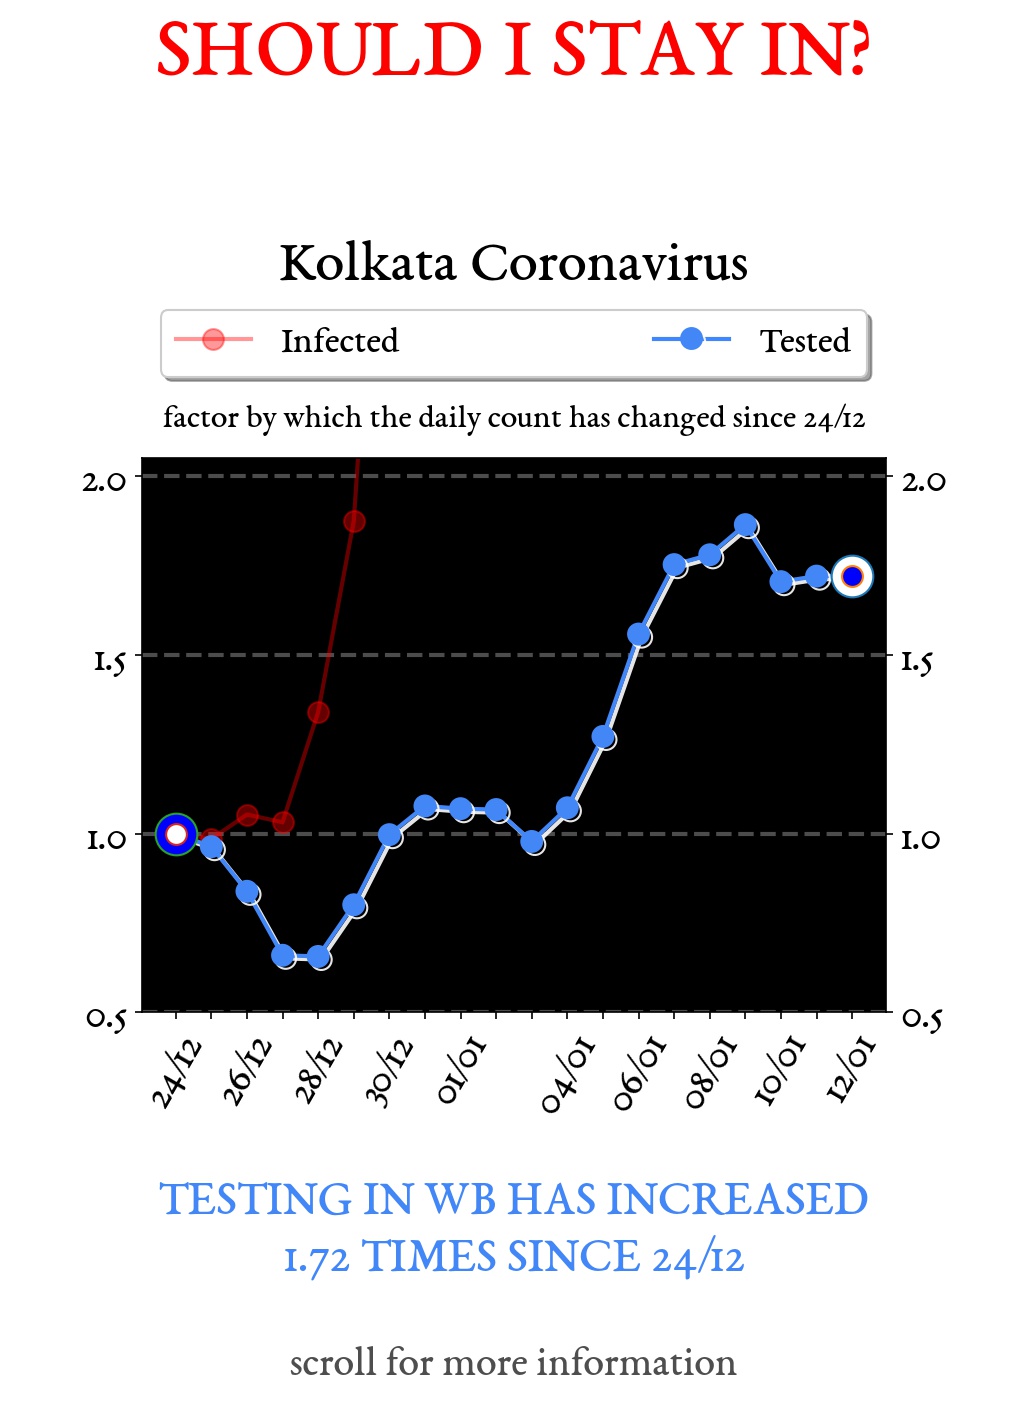 SHOULD I STAY IN?
Kolkata Coronavirus
Infected Tested
factor by which the daily count has changed since 24/12
2.0 2.0
1.5 1.5
1.0 1.0
0.5 0.5
24/12 26/12 28/12 30/12 01/01 04/01 06/01 08/01 10/01 12/01
TESTING IN WB HAS INCREASED
1.72 TIMES SINCE 24/12
scroll for more information